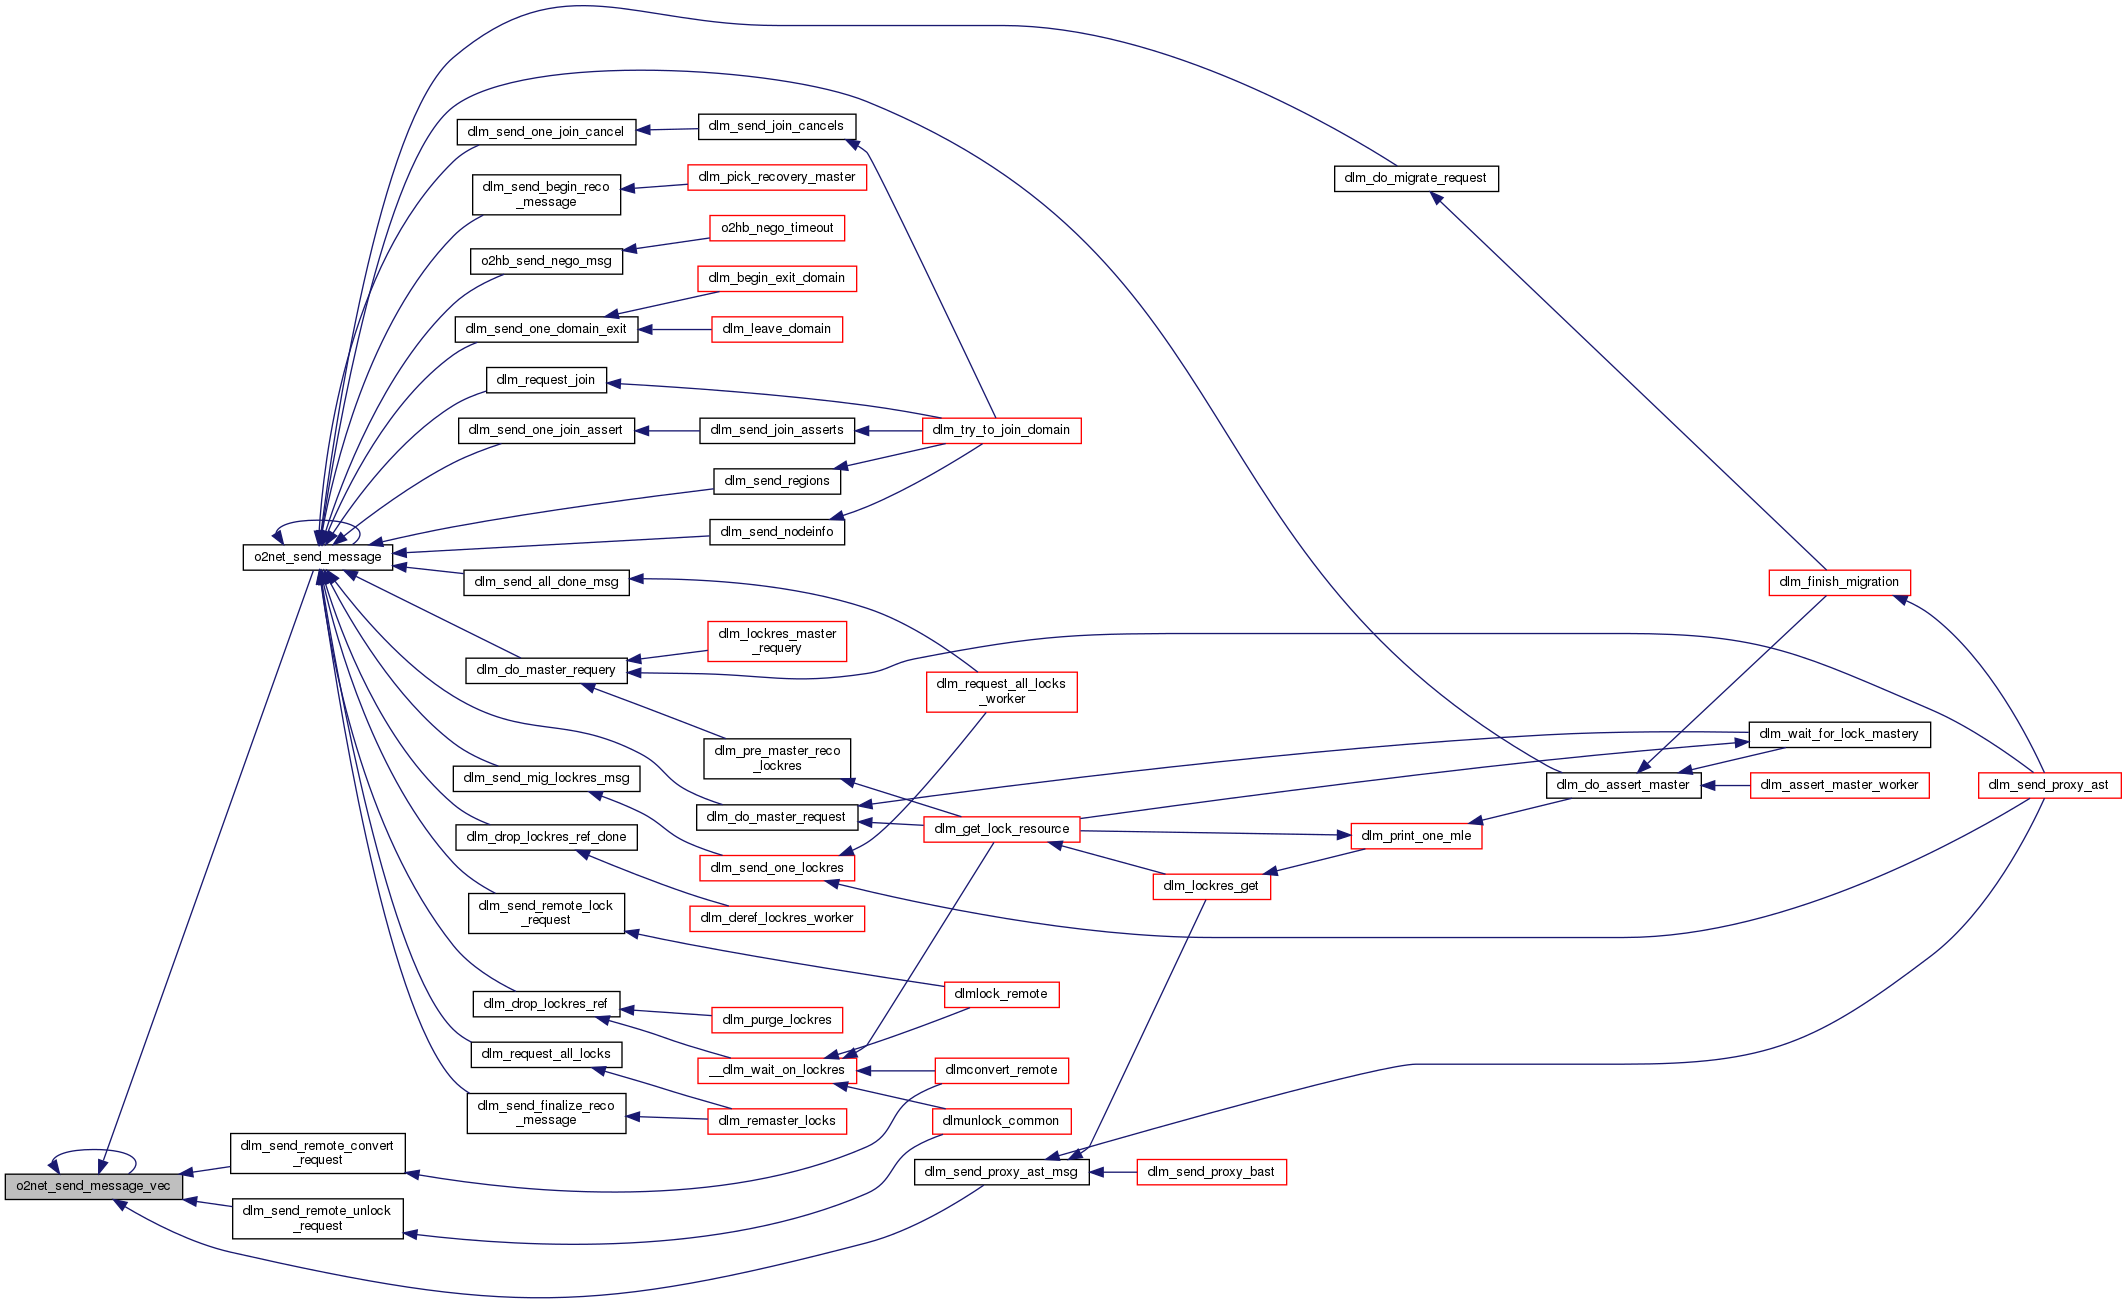 dlm_send_one_join_cancel
dlm_send_join_cancels
dlm_do_migrate_request
dlm_send_begin_reco
_message
dlm_pick_recovery_master
o2hb_nego_timeout
o2hb_send_nego_msg
dlm_begin_exit_domain
dlm_send_one_domain_exit
dlm_leave_domain
dlm_request_join
dlm_send_one_join_assert
dlm_send_join_asserts
dlm_try_to_join_domain
dlm_send_regions
dlm_send_nodeinfo
o2net_send_message
dlm_send_all_done_msg
dlm_finish_migration
dlm_lockres_master
_requery
dlm_do_master_requery
dlm_request_all_locks
_worker
dlm_wait_for_lock_mastery
dlm_pre_master_reco
_lockres
dlm_send_mig_lockres_msg
dlm_do_assert_master
dlm_assert_master_worker
dlm_send_proxy_ast
dlm_do_master_request
dlm_get_lock_resource
dlm_print_one_mle
dlm_drop_lockres_ref_done
dlm_send_one_lockres
dlm_lockres_get
dlm_send_remote_lock
_request
dlm_deref_lockres_worker
dlmlock_remote
dlm_drop_lockres_ref
dlm_purge_lockres
dlm_request_all_locks
__dlm_wait_on_lockres
dlmconvert_remote
dlm_send_finalize_reco
_message
dlm_remaster_locks
dlmunlock_common
dlm_send_remote_convert
_request
dlm_send_proxy_ast_msg
dlm_send_proxy_bast
o2net_send_message_vec
dlm_send_remote_unlock
_request